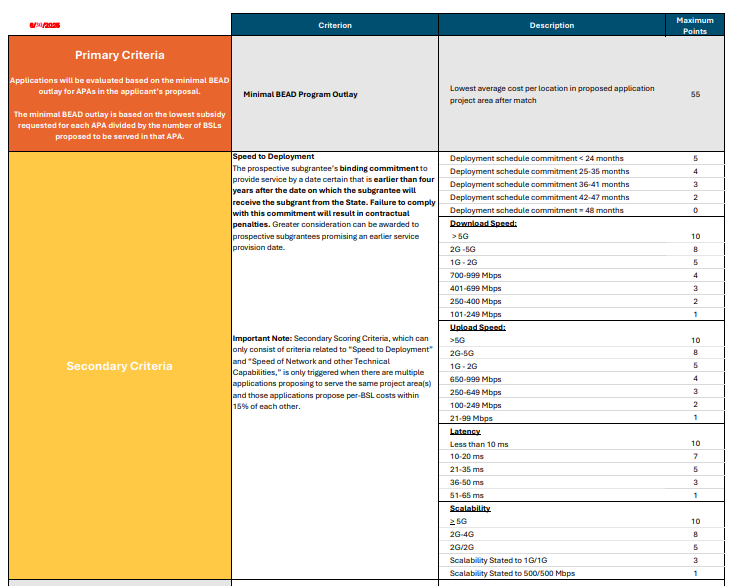 Criterion
Description
Maximum
Points
Primary Criteria
Applications will be evaluated based on the minimal BEAD
outlay for APAs in the applicant's proposal.
The minimal BEAD outlay is based on the lowest subsidy
requested for each APA divided by the number of BSLs
proposed to be served in that APA.
Minimal BEAD Program Outlay
Lowest average cost per location in proposed application
project area after match
55
Secondary Criteria
Speed to Deployment
The prospective subgrantee's binding commitment to
provide service by a date certain that is earlier than four
years after the date on which the subgrantee will
receive the subgrant from the State. Failure to comply
with this commitment will result in contractual
penalties. Greater consideration can be awarded to
prospective subgrantees promising an earlier service
provision date.
Important Note: Secondary Scoring Criteria, which can
only consist of criteria related to “Speed to Deployment”
and “Speed of Network and other Technical
Capabilities,” is only triggered when there are multiple
applications proposing to serve the same project area(s)
and those applications propose per-BSL costs within
15% of each other.
Deployment schedule commitment < 24 months 5
Deployment schedule commitment 25-35 months 4
Deployment schedule commitment 36-41 months 3
Deployment schedule commitment 42-47 months 2
Deployment schedule commitment = 48 months 0
Download Speed:
> 5G 10
2G -5G 8
1G - 2G 5
700-999 Mbps 4
401-699 Mbps 3
250-400 Mbps 2
101-249 Mbps 1
Upload Speed:
>5G 10
2G-5G 8
1G - 2G 5
650-999 Mbps 4
250-649 Mbps 3
100-249 Mbps 2
21-99 Mbps 1
Latency
Less than 10 ms 10
10-20 ms 7
21-35 ms 5
36-50 ms 3
51-65 ms 1
Scalability
≥ 5G 10
2G-4G 8
2G/2G 5
Scalability Stated to 1G/1G 3
Scalability Stated to 500/500 Mbps 1